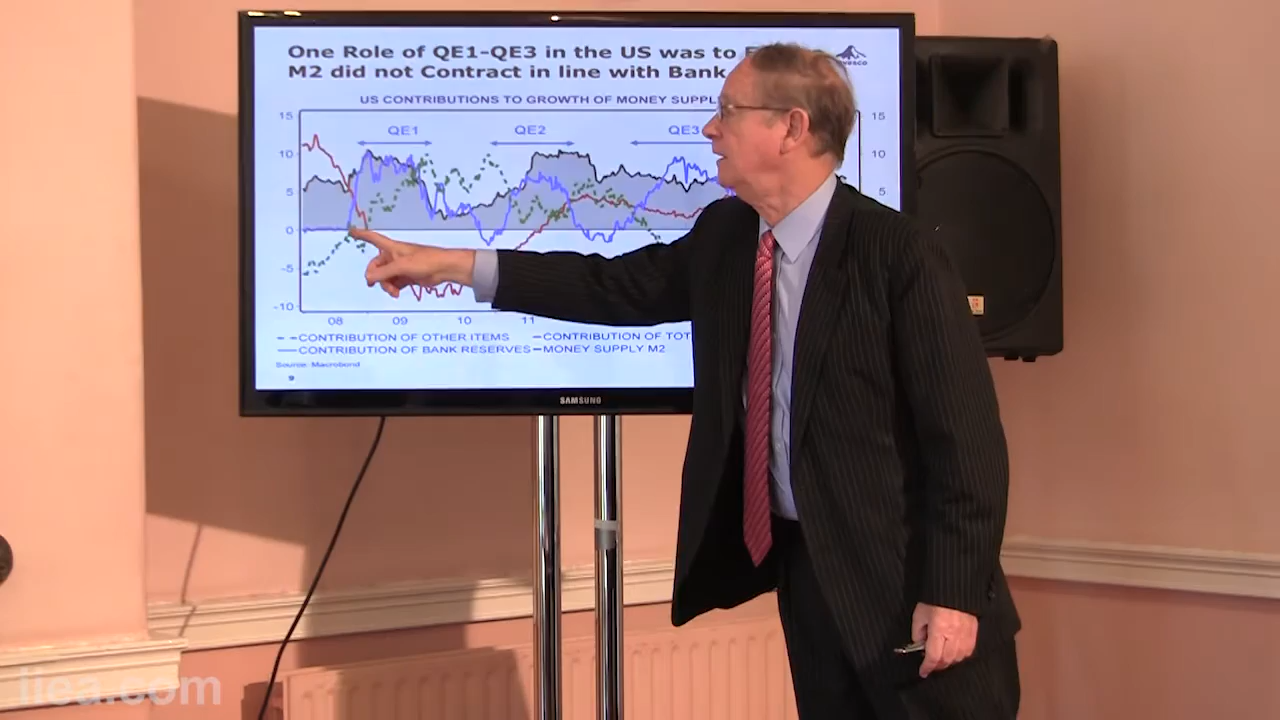 One Role of QE1-QE3 in the US was to
M2 did not Contract in line with Bank
US CONTRIBUTIONS TO GROWTH OF MONEY SUPPL
15
15
QE1
QE2
QE3
10
10
5
5
0
-5
-10
08
09
10
11
CONTRIBUTION OF OTHER ITEMS
CONTRIBUTION OF TOT
CONTRIBUTION OF BANK RESERVES
MONEY SUPPLY M2
Source: Macrobond
9
SAMSUNG
iiea.com